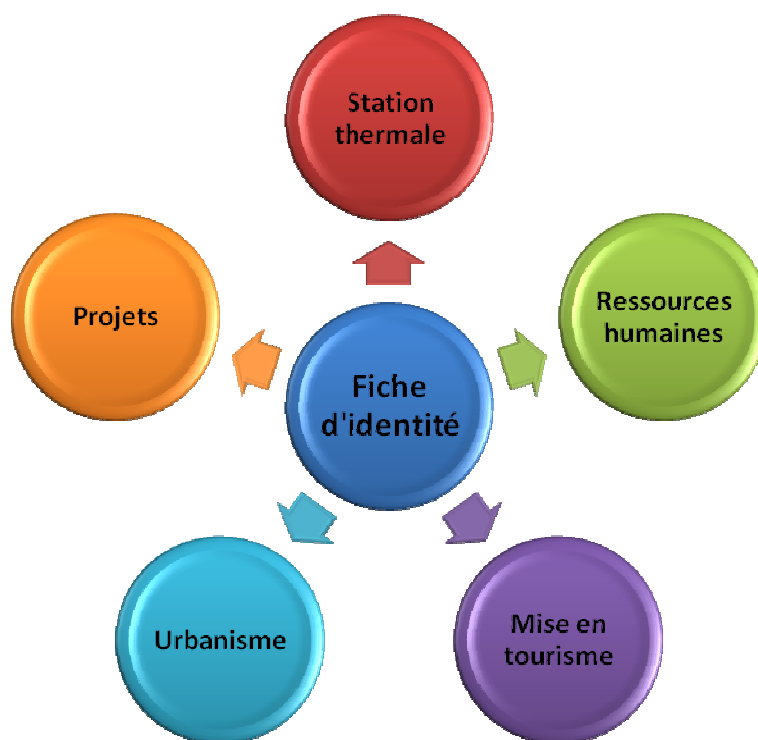 Station
thermale
Projets
Ressources
humaines
Fiche
d'identité
Urbanisme
Mise en
tourisme